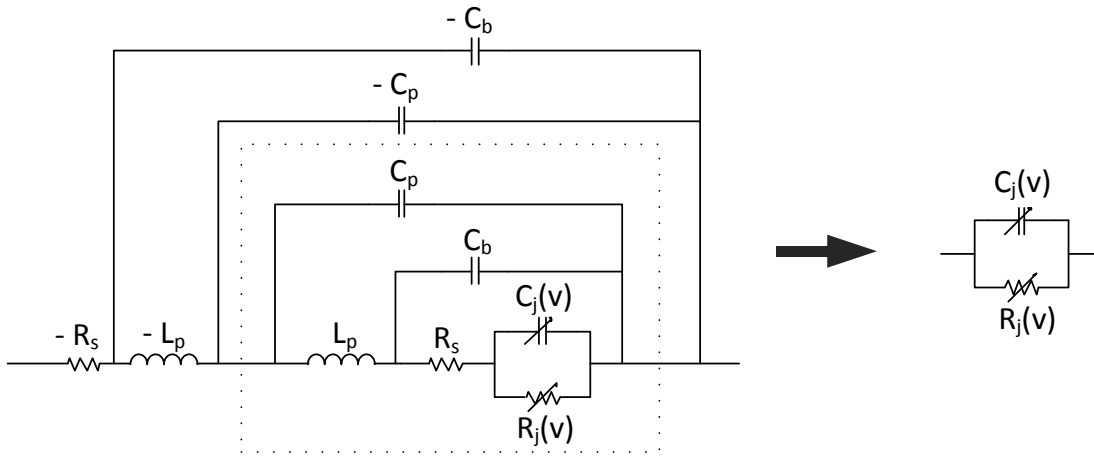 - C_b
- C_p
C_p
C_b
C_j(v)
- R_s
- L_p
L_p
R_s
R_j(v)
C_j(v)
R_j(v)